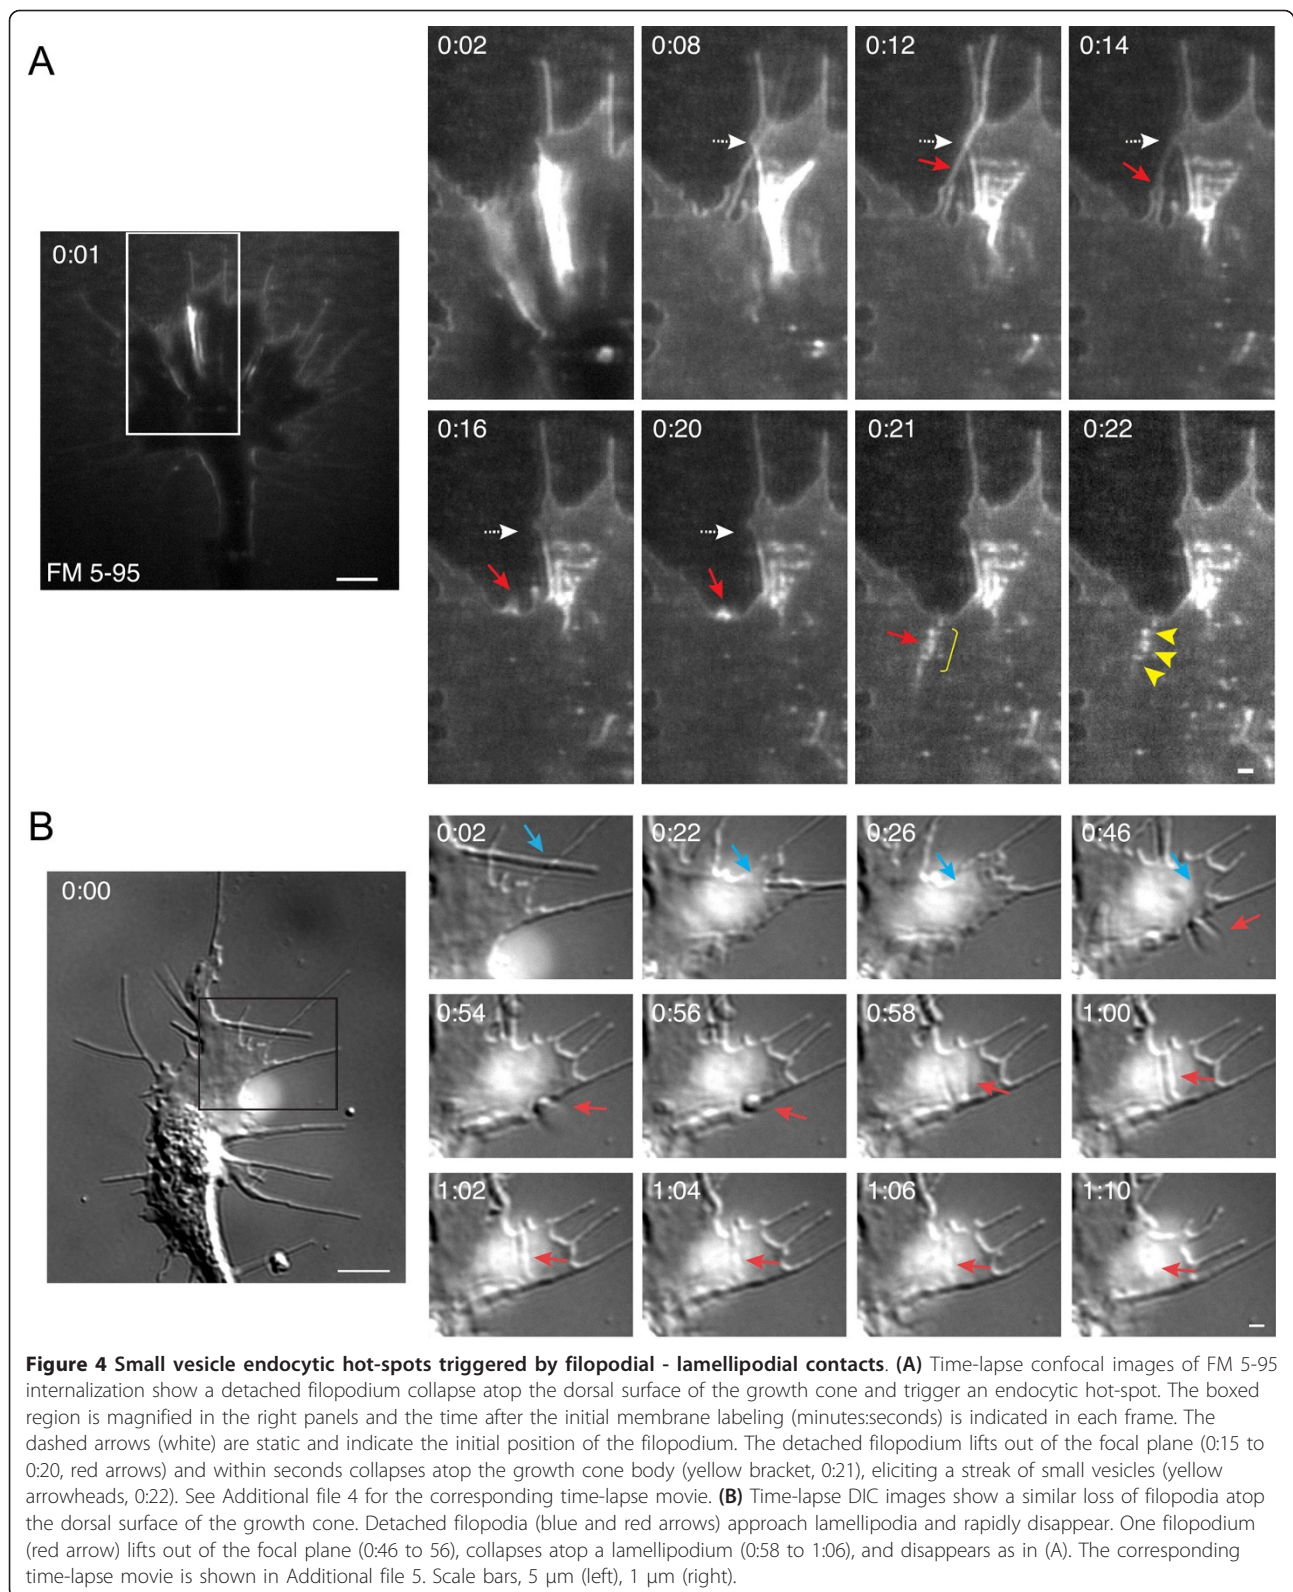 A
0:01
FM 5-95
0:02
0:08
0:12
0:14
0:16
0:20
0:21
0:22
B
0:00
0:02
0:22
0:26
0:46
0:54
0:56
0:58
1:00
1:02
1:04
1:06
1:10
Figure 4 Small vesicle endocytic hot-spots triggered by filopodial - lamellipodial contacts. (A) Time-lapse confocal images of FM 5-95
internalization show a detached filopodium collapse atop the dorsal surface of the growth cone and trigger an endocytic hot-spot. The boxed
region is magnified in the right panels and the time after the initial membrane labeling (minutes:seconds) is indicated in each frame. The
dashed arrows (white) are static and indicate the initial position of the filopodium. The detached filopodium lifts out of the focal plane (0:15 to
0:20, red arrows) and within seconds collapses atop the growth cone body (yellow bracket, 0:21), eliciting a streak of small vesicles (yellow
arrowheads, 0:22). See Additional file 4 for the corresponding time-lapse movie. (B) Time-lapse DIC images show a similar loss of filopodia atop
the dorsal surface of the growth cone. Detached filopodia (blue and red arrows) approach lamellipodia and rapidly disappear. One filopodium
(red arrow) lifts out of the focal plane (0:46 to 56), collapses atop a lamellipodium (0:58 to 1:06), and disappears as in (A). The corresponding
time-lapse movie is shown in Additional file 5. Scale bars, 5 μm (left), 1 μm (right).